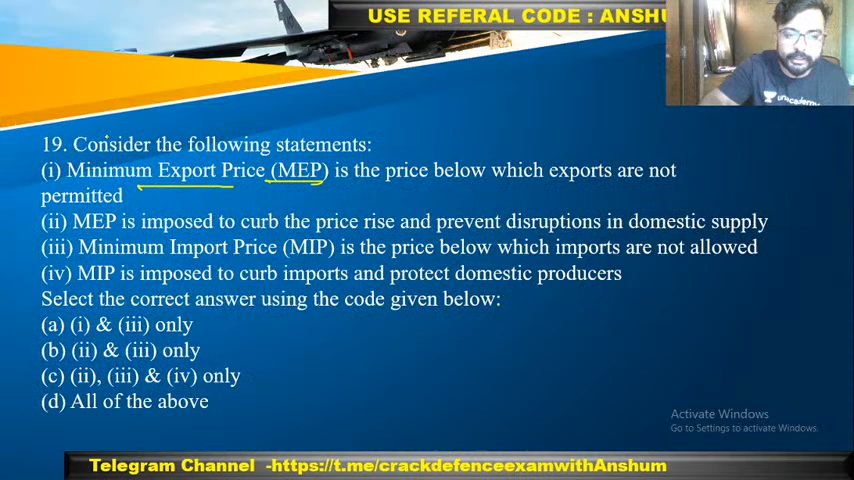 USE REFERAL CODE : ANSHU
unacademy
19. Consider the following statements:
(i) Minimum Export Price (MEP) is the price below which exports are not
permitted
(ii) MEP is imposed to curb the price rise and prevent disruptions in domestic supply
(iii) Minimum Import Price (MIP) is the price below which imports are not allowed
(iv) MIP is imposed to curb imports and protect domestic producers
Select the correct answer using the code given below:
(a) (i) & (iii) only
(b) (ii) & (iii) only
(c) (ii), (iii) & (iv) only
(d) All of the above
Activate Windows
Go to Settings to activate Windows.
Telegram Channel -https://t.me/crackdefenceexamwithAnshum